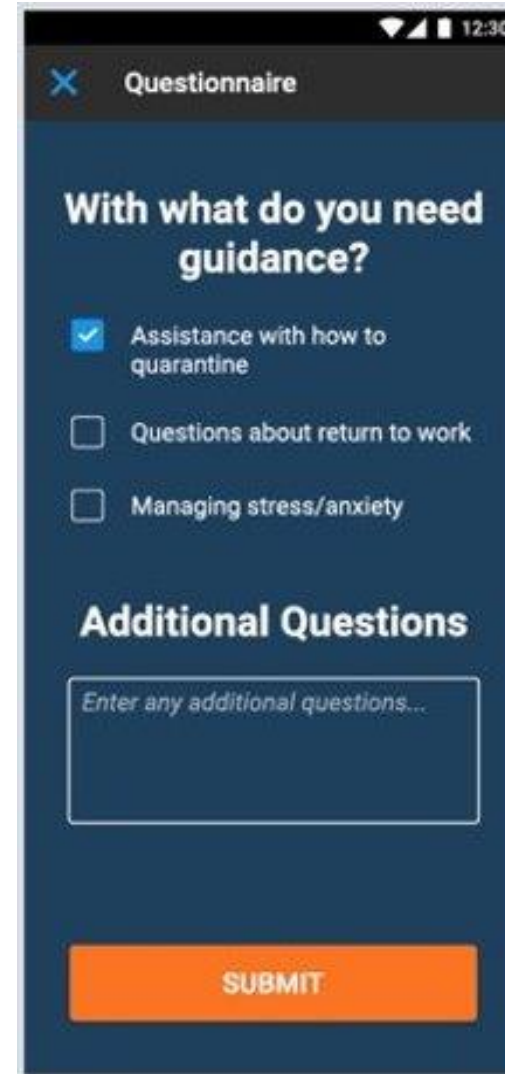 12:30
Questionnaire
With what do you need
guidance?
Assistance with how to
quarantine
Questions about return to work
Managing stress/anxiety
Additional Questions
Enter any additional questions...
SUBMIT